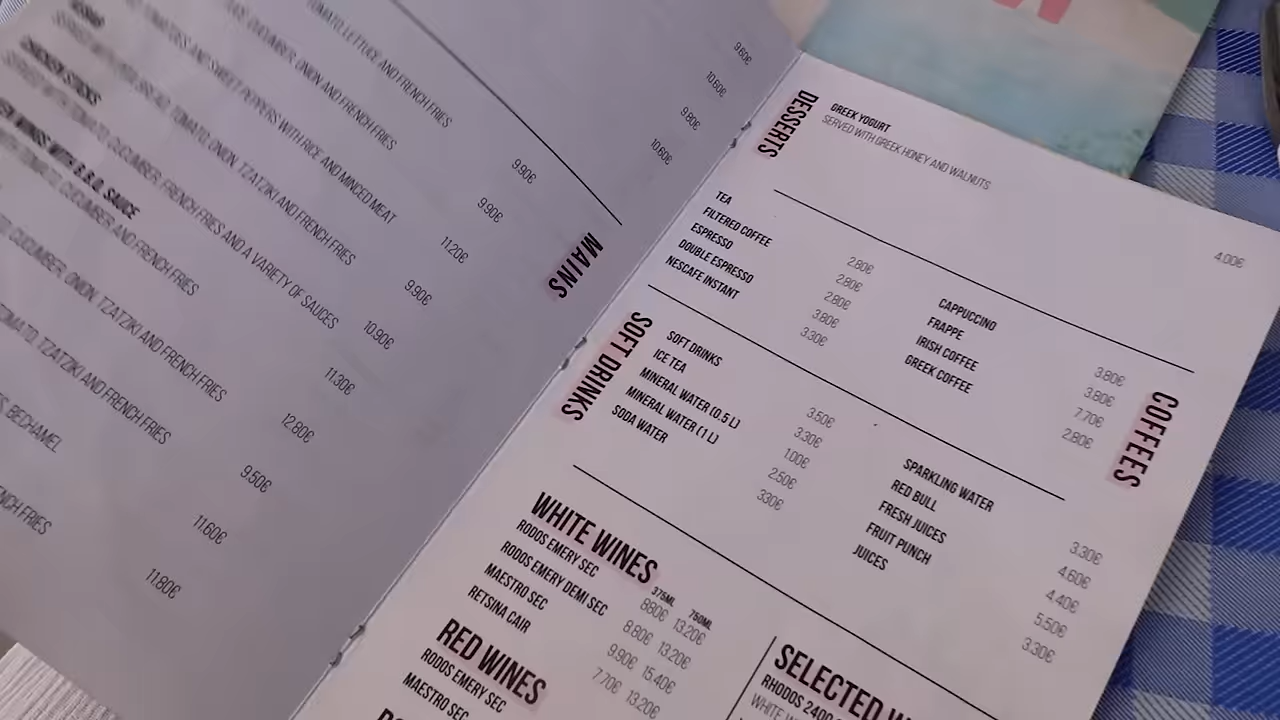 TOMATO, LETTUCE AND FRENCH FRIES
CUCUMBER, ONION AND FRENCH FRIES
AND SWEET PEPPERS WITH RICE AND MINCED MEAT
BREAD, TOMATO, ONION, TZATZIKI AND FRENCH FRIES
CHICKEN STICKS
TOMATO, CUCUMBER, FRENCH FRIES AND A VARIETY OF SAUCES
WINGS WITH B.B.Q. SAUCE
CUCUMBER AND FRENCH FRIES
CUCUMBER, ONION, TZATZIKI AND FRENCH FRIES
TOMATO, TZATZIKI AND FRENCH FRIES
BECHAMEL
FRIES
9.60€
10.60€
9.80€
10.60€
9.90€
9.90€
11.20€
9.90€
10.90€
11.30€
12.80€
9.50€
11.60€
11.80€
MAINS
DESSERTS
GREEK YOGURT
SERVED WITH GREEK HONEY AND WALNUTS
4.00€
TEA 2.80€
FILTERED COFFEE 2.80€
ESPRESSO 2.80€
DOUBLE ESPRESSO 3.80€
NESCAFE INSTANT 3.30€
CAPPUCCINO 3.80€
FRAPPE 3.80€
IRISH COFFEE 7.70€
GREEK COFFEE 2.80€
COFFEES
SOFT DRINKS
SOFT DRINKS 3.50€
ICE TEA 3.30€
MINERAL WATER (0.5 L) 1.00€
MINERAL WATER (1 L) 2.50€
SODA WATER 330€
SPARKLING WATER 3.30€
RED BULL 4.60€
FRESH JUICES 4.40€
FRUIT PUNCH 5.50€
JUICES 3.30€
WHITE WINES
375ML 750ML
RODOS EMERY SEC 880€ 13.20€
RODOS EMERY DEMI SEC 8.80€ 13.20€
MAESTRO SEC 9.90€ 15.40€
RETSINA CAIR 7.70€ 13.20€
RED WINES
RODOS EMERY SEC
MAESTRO SEC
SELECTED
RHODOS 2400
WHITE